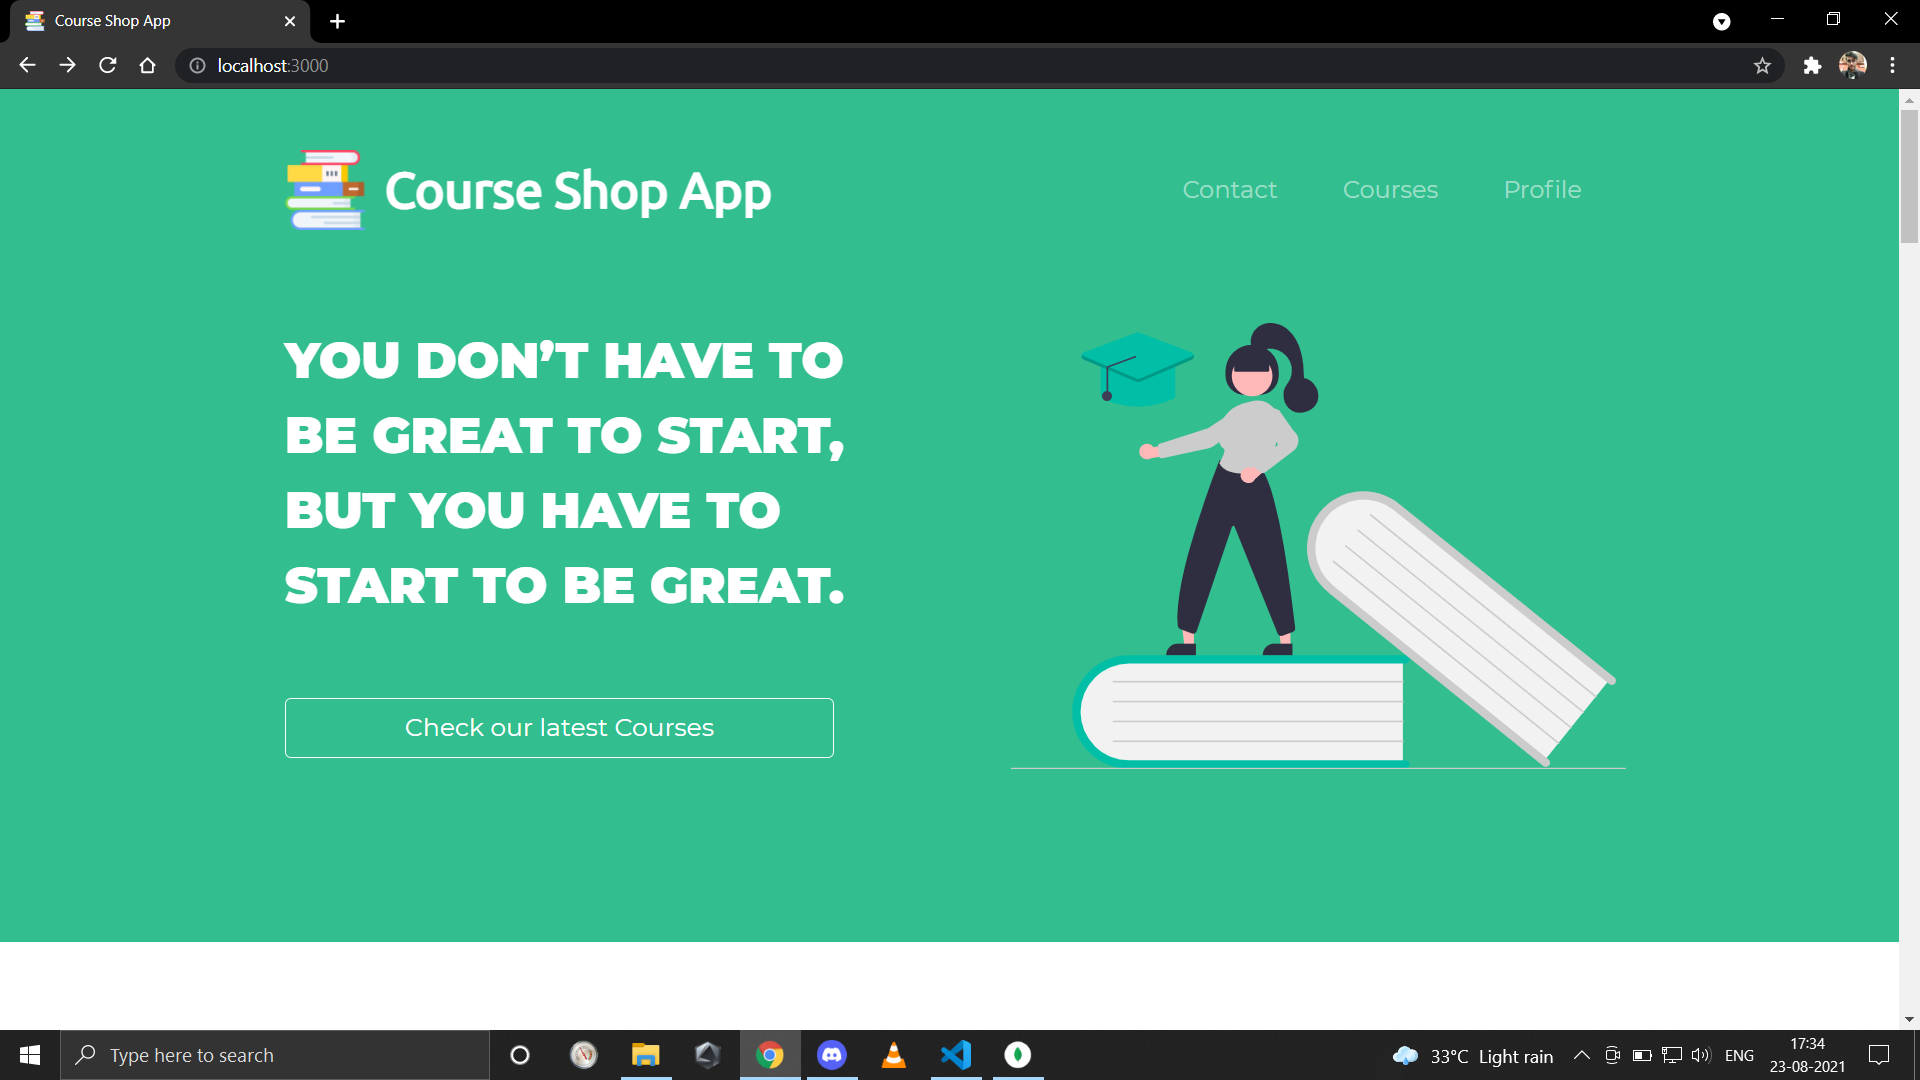 Course Shop App
localhost:3000
Course Shop App
Contact
Courses
Profile
YOU DON’T HAVE TO
BE GREAT TO START,
BUT YOU HAVE TO
START TO BE GREAT.
Check our latest Courses
Type here to search
33°C Light rain
ENG
17:34
23-08-2021